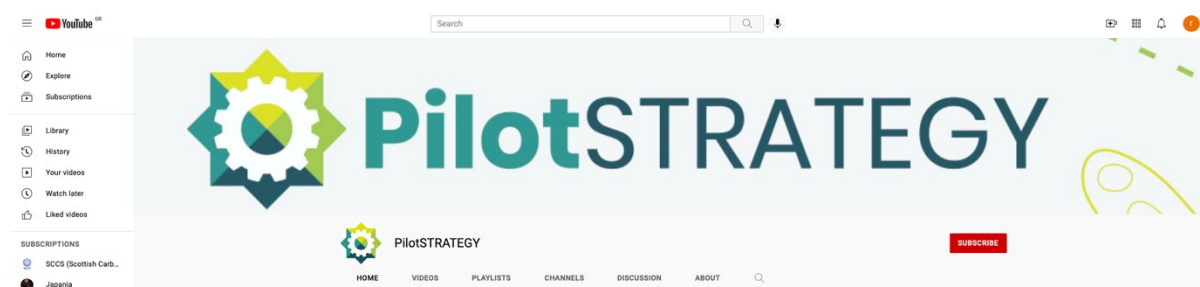 YouTube GB
Search
r
Home
Explore
Subscriptions
Library
History
Your videos
Watch later
Liked videos
SUBSCRIPTIONS
SCCS (Scottish Carb...
Japania
PilotSTRATEGY
PilotSTRATEGY
SUBSCRIBE
HOME VIDEOS PLAYLISTS CHANNELS DISCUSSION ABOUT